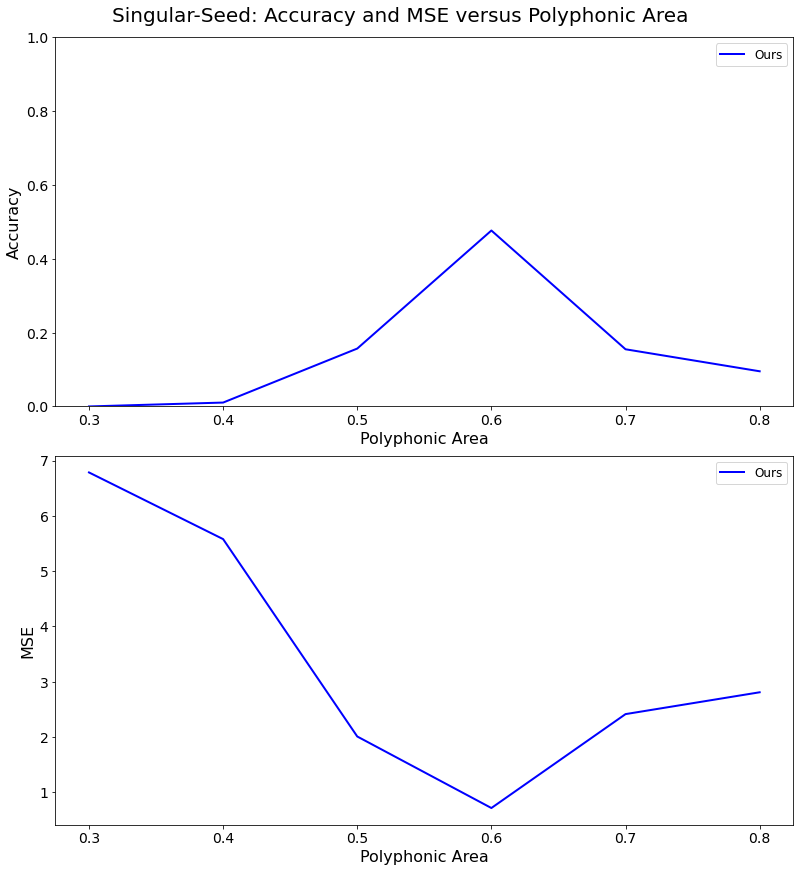 Singular-Seed: Accuracy and MSE versus Polyphonic Area
1.0
0.8
0.6
0.4
0.2
0.0
Accuracy
Ours
0.3 0.4 0.5 0.6 0.7 0.8
Polyphonic Area
7
6
5
4
3
2
1
MSE
Ours
0.3 0.4 0.5 0.6 0.7 0.8
Polyphonic Area